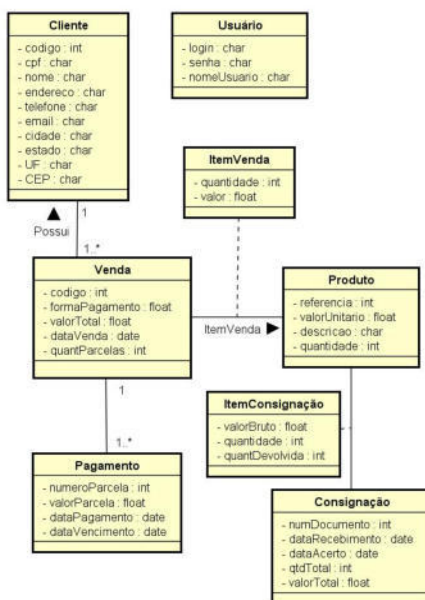 Cliente
- codigo : int
- cpf : char
- nome : char
- endereco : char
- telefone : char
- email : char
- cidade : char
- estado : char
- UF : char
- CEP : char
Usuário
- login : char
- senha : char
- nomeUsuario : char
ItemVenda
- quantidade : int
- valor : float
1
Possui
1..*
Venda
- codigo : int
- formaPagamento : float
- valorTotal : float
- dataVenda : date
- quantParcelas : int
ItemVenda
Produto
- referencia : int
- valorUnitario : float
- descricao : char
- quantidade : int
1
1..*
ItemConsignação
- valorBruto : float
- quantidade : int
- quantDevolvida : int
Pagamento
- numeroParcela : int
- valorParcela : float
- dataPagamento : date
- dataVencimento : date
Consignação
- numDocumento : int
- dataRecebimento : date
- dataAcerto : date
- qtdTotal : int
- valorTotal : float